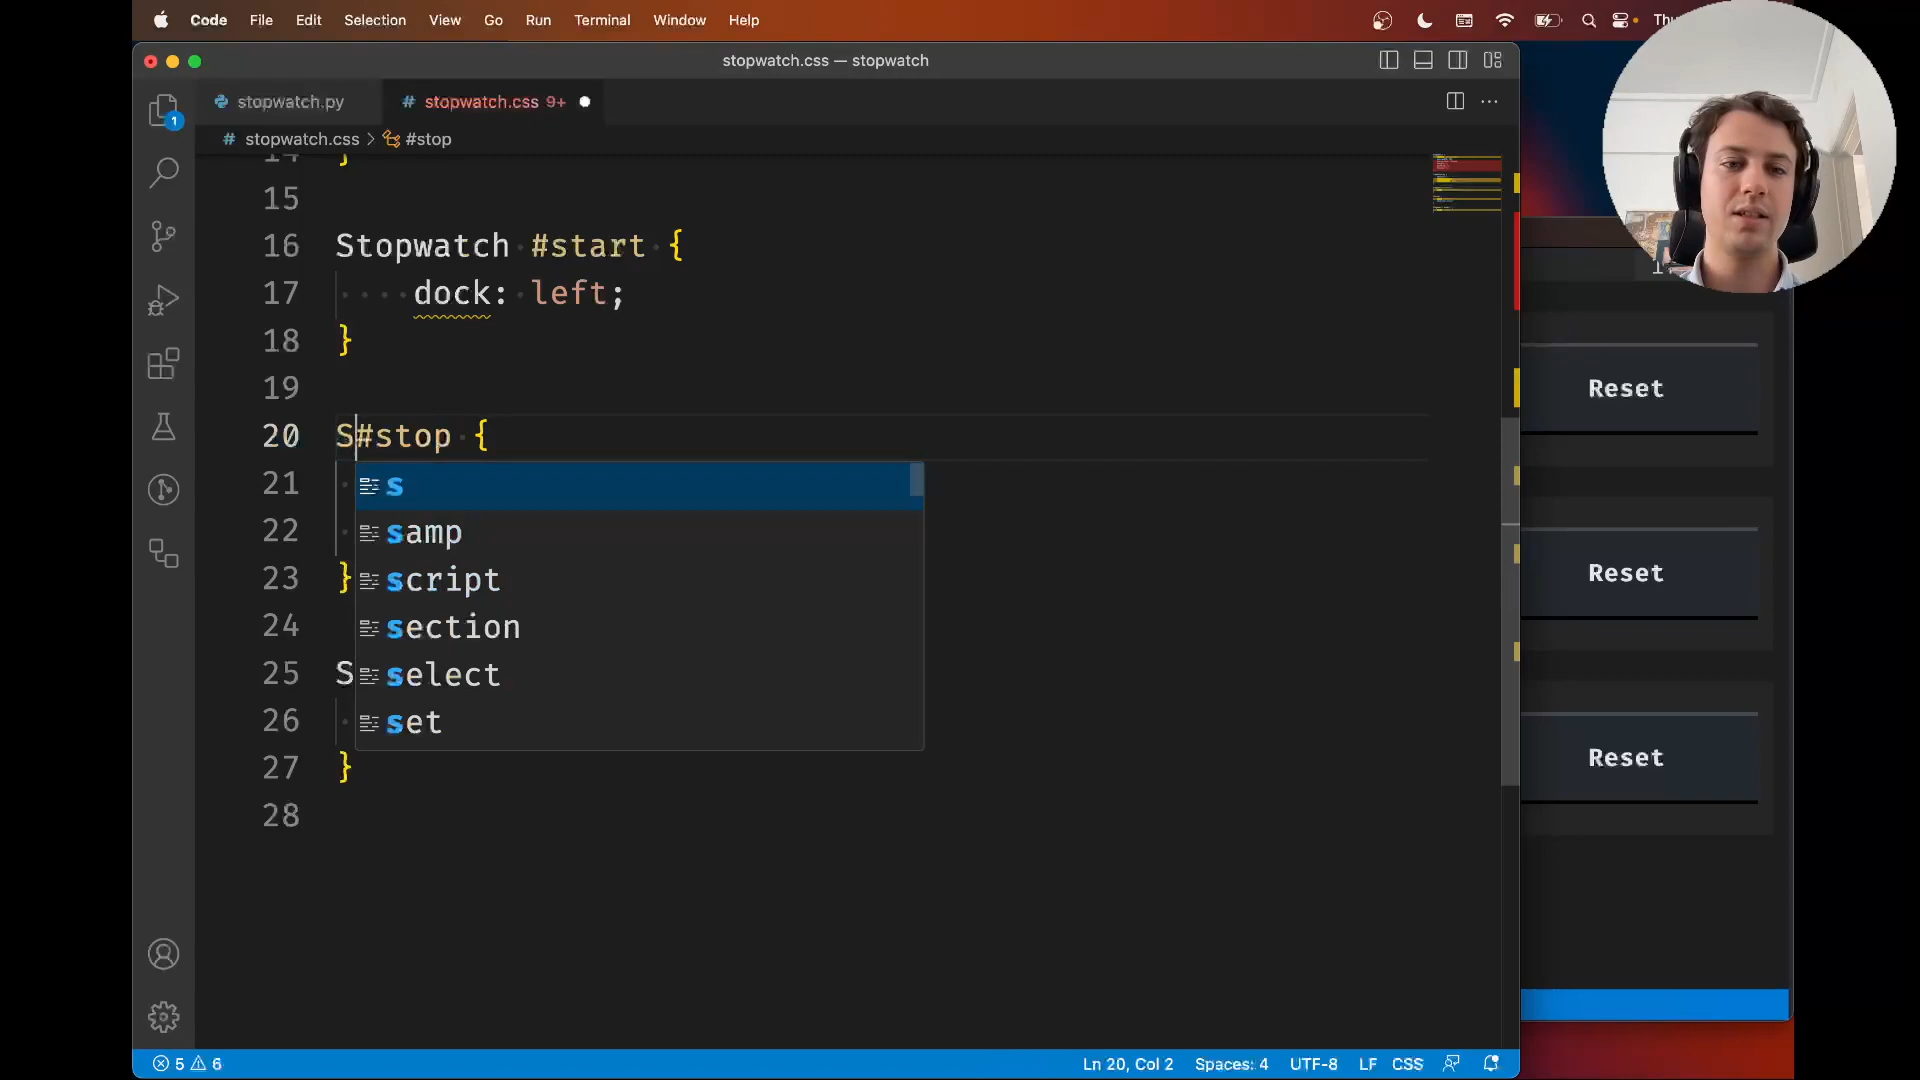 Code File Edit Selection View Go Run Terminal Window Help
stopwatch.css — stopwatch
1
stopwatch.py # stopwatch.css 9+
# stopwatch.css > #stop
14 }
15
16 Stopwatch #start {
17 dock: left;
18 }
19
20 S#stop {
21 s
22 samp
23 } script
24 section
25 S select
26 set
27 }
28
Reset
Reset
Reset
5 6 Ln 20, Col 2 Spaces: 4 UTF-8 LF CSS